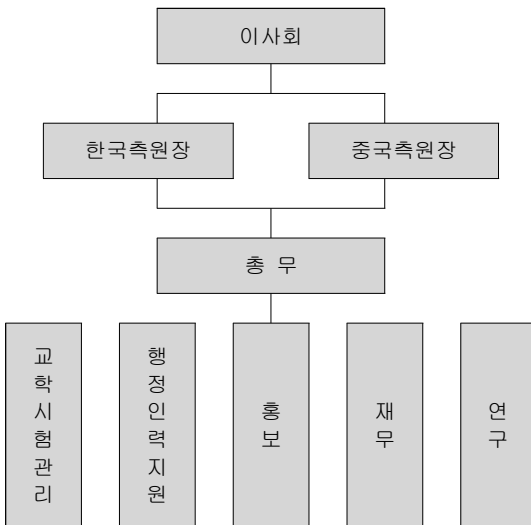 이사회
한국측원장
중국측원장
총 무
교학시험관리
행정인력지원
홍보
재무
연구